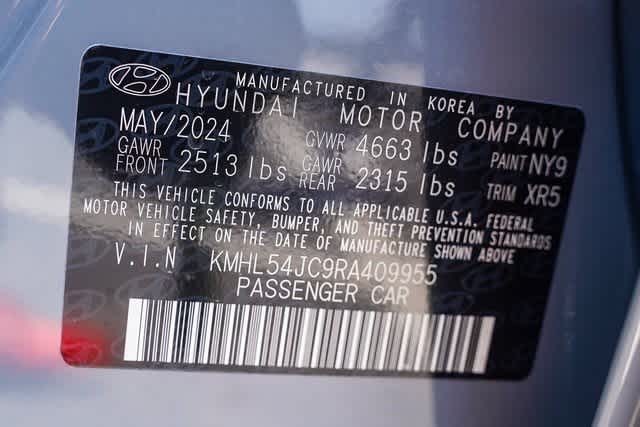 MANUFACTURED IN KOREA BY
HYUNDAI MOTOR COMPANY
MAY/2024 GVWR 4663 lbs PAINT NY9
GAWR FRONT 2513 lbs GAWR REAR 2315 lbs TRIM XR5
THIS VEHICLE CONFORMS TO ALL APPLICABLE U.S.A. FEDERAL
MOTOR VEHICLE SAFETY, BUMPER, AND THEFT PREVENTION STANDARDS
IN EFFECT ON THE DATE OF MANUFACTURE SHOWN ABOVE
V.I.N KMHL54JC9RA409955
PASSENGER CAR